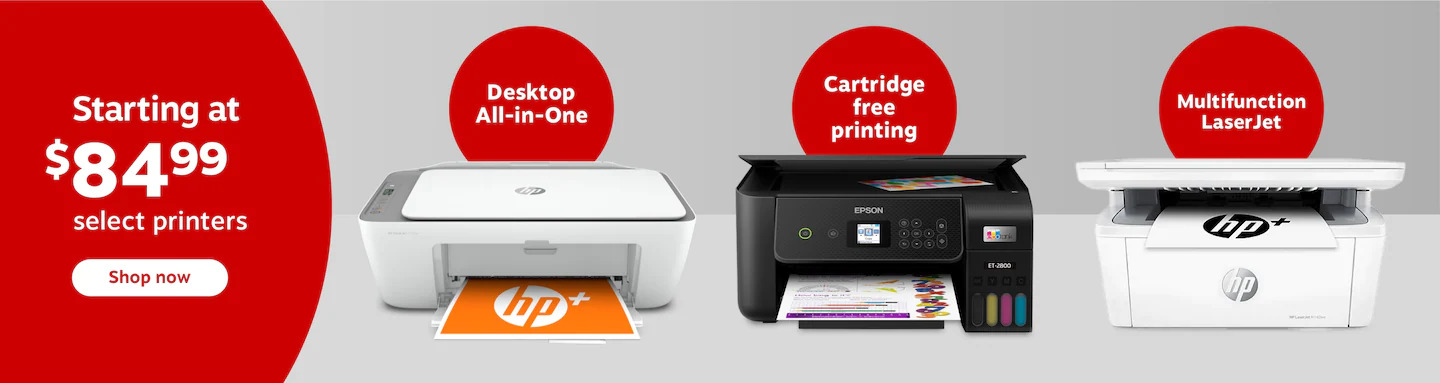 Starting at
$84.99
select printers
Shop now
Desktop
All-in-One
hp
hp+
Cartridge
free
printing
EPSON
ET-2800
Multifunction
LaserJet
hp+
hp